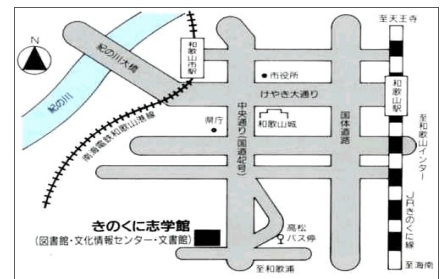 至天王寺
和歌山市駅
紀の川大橋
紀の川
N
市役所
けやき大通り
和歌山駅
県庁
和歌山城
中央通り(国道42号)
国体道路
至和歌山インター
南海電鉄和歌山港線
JRきのくに線
きのくに志学館
(図書館・文化情報センター・文書館)
高松
バス停
至和歌浦
至海南